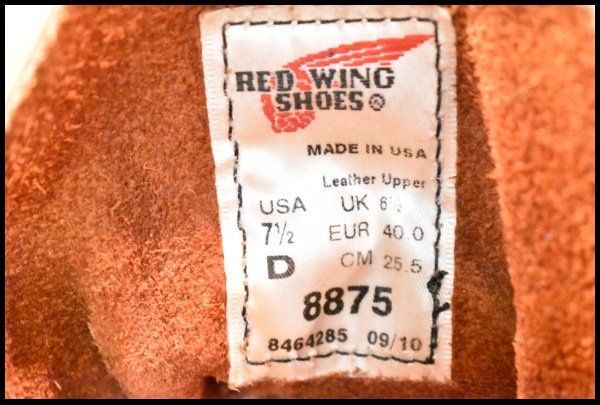 RED WING
SHOES®
MADE IN USA
Leather Upper
USA UK 6½
7½ EUR 40.0
D CM 25.5
8875
8464285 09/10